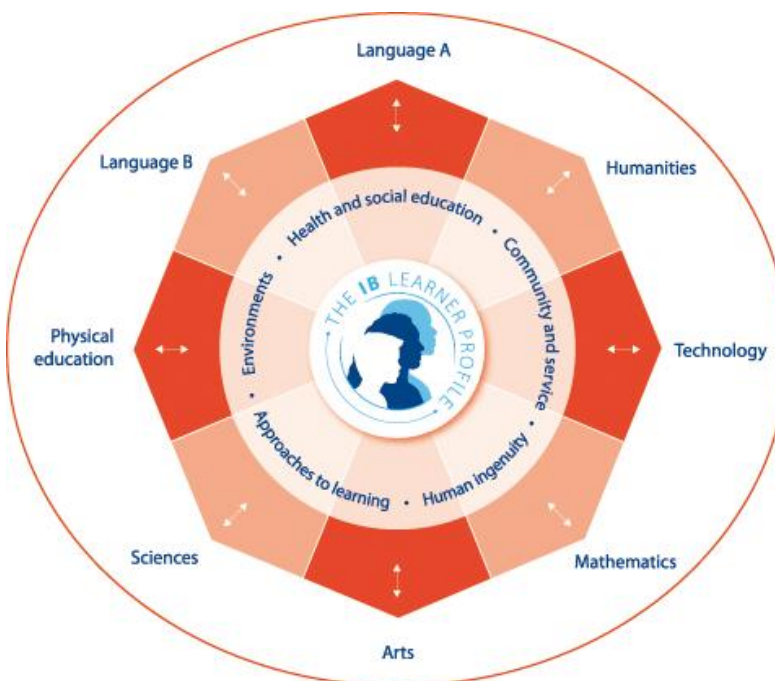 Language A
Language B
Humanities
Health and social education
•
Community and service
•
Environments
•
THE IB LEARNER PROFILE
Physical
education
Technology
Approaches to learning
•
Human ingenuity
•
Sciences
Mathematics
Arts